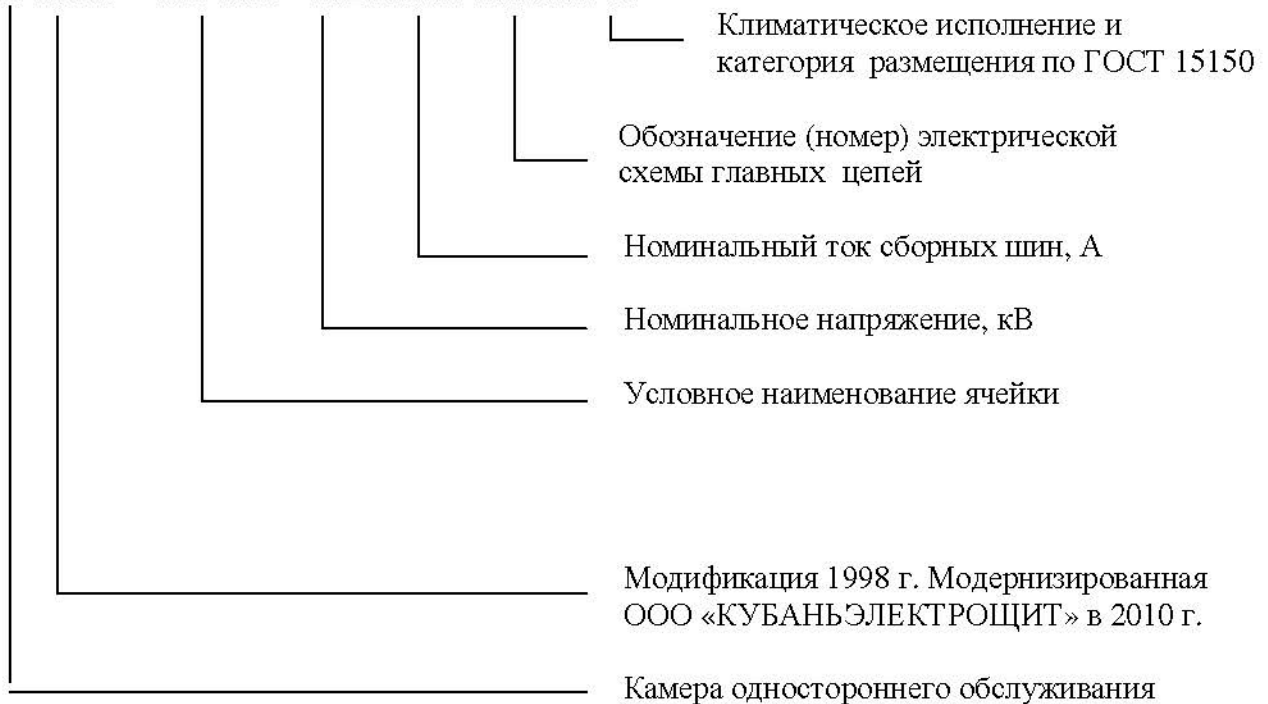 Климатическое исполнение и
категория размещения по ГОСТ 15150
Обозначение (номер) электрической
схемы главных цепей
Номинальный ток сборных шин, А
Номинальное напряжение, кВ
Условное наименование ячейки
Модификация 1998 г. Модернизированная
ООО «КУБАНЬЭЛЕКТРОЩИТ» в 2010 г.
Камера одностороннего обслуживания